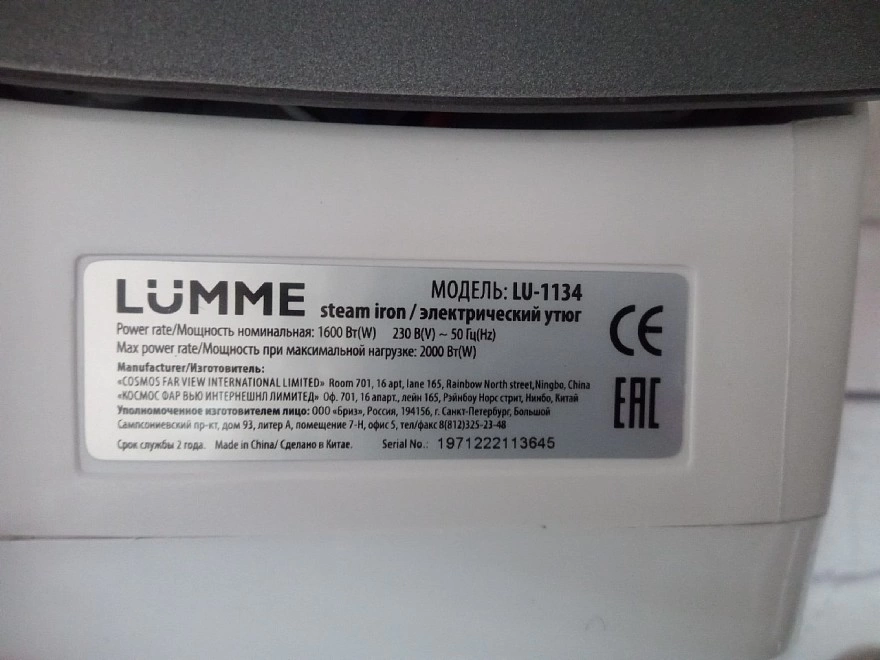 LÜMME
МОДЕЛЬ: LU-1134
steam iron / электрический утюг
Power rate/Мощность номинальная: 1600 Вт(W) 230 В(V) ~ 50 Гц(Hz)
Max power rate/Мощность при максимальной нагрузке: 2000 Вт(W)
Manufacturer/Изготовитель:
«COSMOS FAR VIEW INTERNATIONAL LIMITED» Room 701, 16 apt, lane 165, Rainbow North street,Ningbo, China
«КОСМОС ФАР ВЬЮ ИНТЕРНЕШНЛ ЛИМИТЕД» Оф. 701, 16 апарт., лейн 165, Рэйнбоу Норс стрит, Нинбо, Китай
Уполномоченное изготовителем лицо: ООО «Бриз», Россия, 194156, г. Санкт-Петербург, Большой
Сампсониевский пр-кт, дом 93, литер А, помещение 7-Н, офис 5, тел/факс 8(812)325-23-48
Срок службы 2 года. Made in China/ Сделано в Китае. Serial No.: 1971222113645
CE
EAC